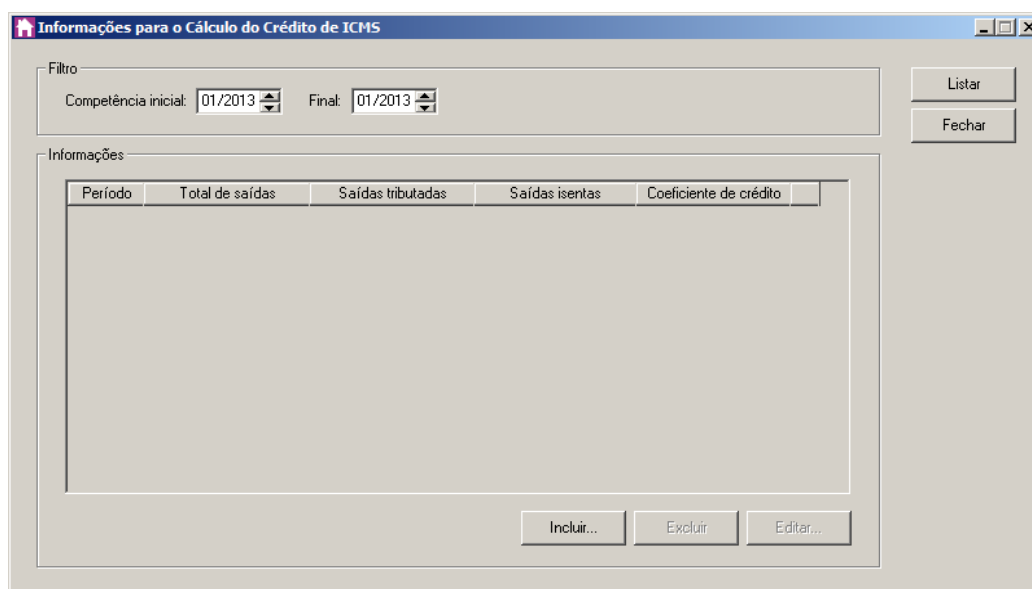 Informações para o Cálculo do Crédito de ICMS
Filtro
Competência inicial: 01/2013 Final: 01/2013
Listar
Fechar
Informações
Período Total de saídas Saídas tributadas Saídas isentas Coeficiente de crédito
Incluir... Excluir Editar...